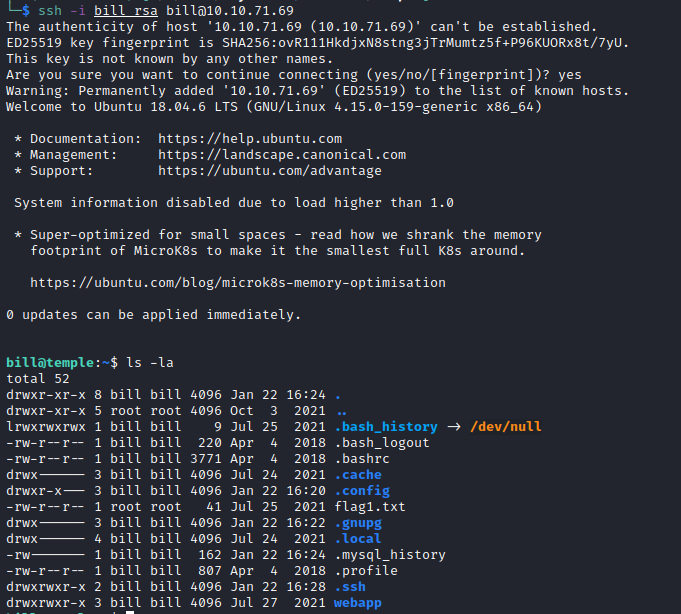 └─$ ssh -i bill_rsa bill@10.10.71.69
The authenticity of host '10.10.71.69 (10.10.71.69)' can't be established.
ED25519 key fingerprint is SHA256:ovR111HkdjxN8stng3jTrMumtz5f+P96KUORx8t/7yU.
This key is not known by any other names.
Are you sure you want to continue connecting (yes/no/[fingerprint])? yes
Warning: Permanently added '10.10.71.69' (ED25519) to the list of known hosts.
Welcome to Ubuntu 18.04.6 LTS (GNU/Linux 4.15.0-159-generic x86_64)
* Documentation: https://help.ubuntu.com
* Management: https://landscape.canonical.com
* Support: https://ubuntu.com/advantage
System information disabled due to load higher than 1.0
* Super-optimized for small spaces - read how we shrank the memory
footprint of MicroK8s to make it the smallest full K8s around.
https://ubuntu.com/blog/microk8s-memory-optimisation
0 updates can be applied immediately.
bill@temple:~$ ls -la
total 52
drwxr-xr-x 8 bill bill 4096 Jan 22 16:24 .
drwxr-xr-x 5 root root 4096 Oct 3 2021 ..
lrwxrwxrwx 1 bill bill 9 Jul 25 2021 .bash_history -> /dev/null
-rw-r--r-- 1 bill bill 220 Apr 4 2018 .bash_logout
-rw-r--r-- 1 bill bill 3771 Apr 4 2018 .bashrc
drwx------ 3 bill bill 4096 Jul 24 2021 .cache
drwxr-x--- 3 bill bill 4096 Jan 22 16:20 .config
-rw-r--r-- 1 root root 41 Jul 25 2021 flag1.txt
drwx------ 3 bill bill 4096 Jan 22 16:22 .gnupg
drwx------ 4 bill bill 4096 Jul 24 2021 .local
-rw------- 1 bill bill 162 Jan 22 16:24 .mysql_history
-rw-r--r-- 1 bill bill 807 Apr 4 2018 .profile
drwxrwxr-x 2 bill bill 4096 Jan 22 16:28 .ssh
drwxrwxr-x 3 bill bill 4096 Jul 27 2021 webapp